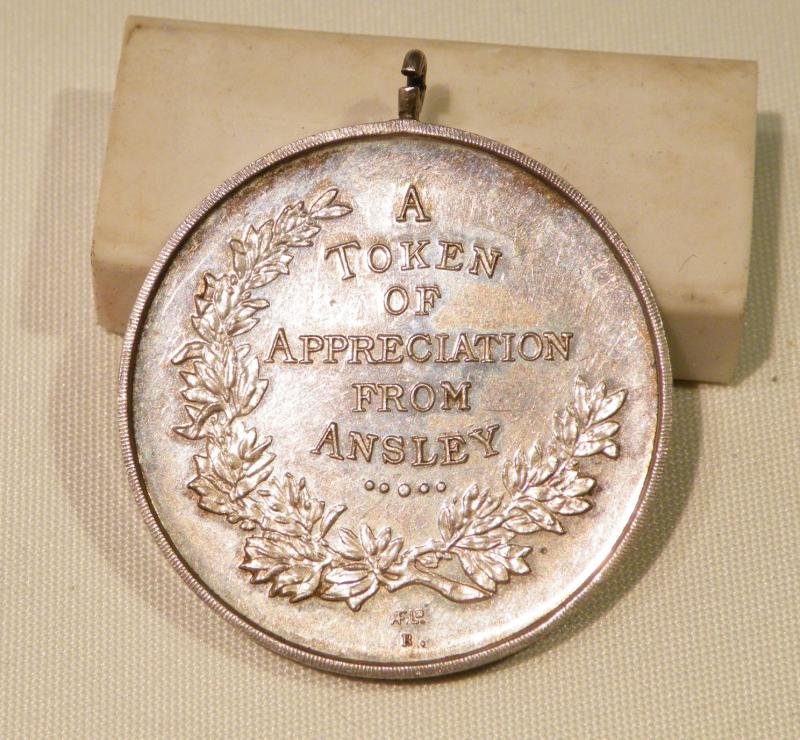 A
TOKEN
OF
APPRECIATION
FROM
ANSLEY
B.